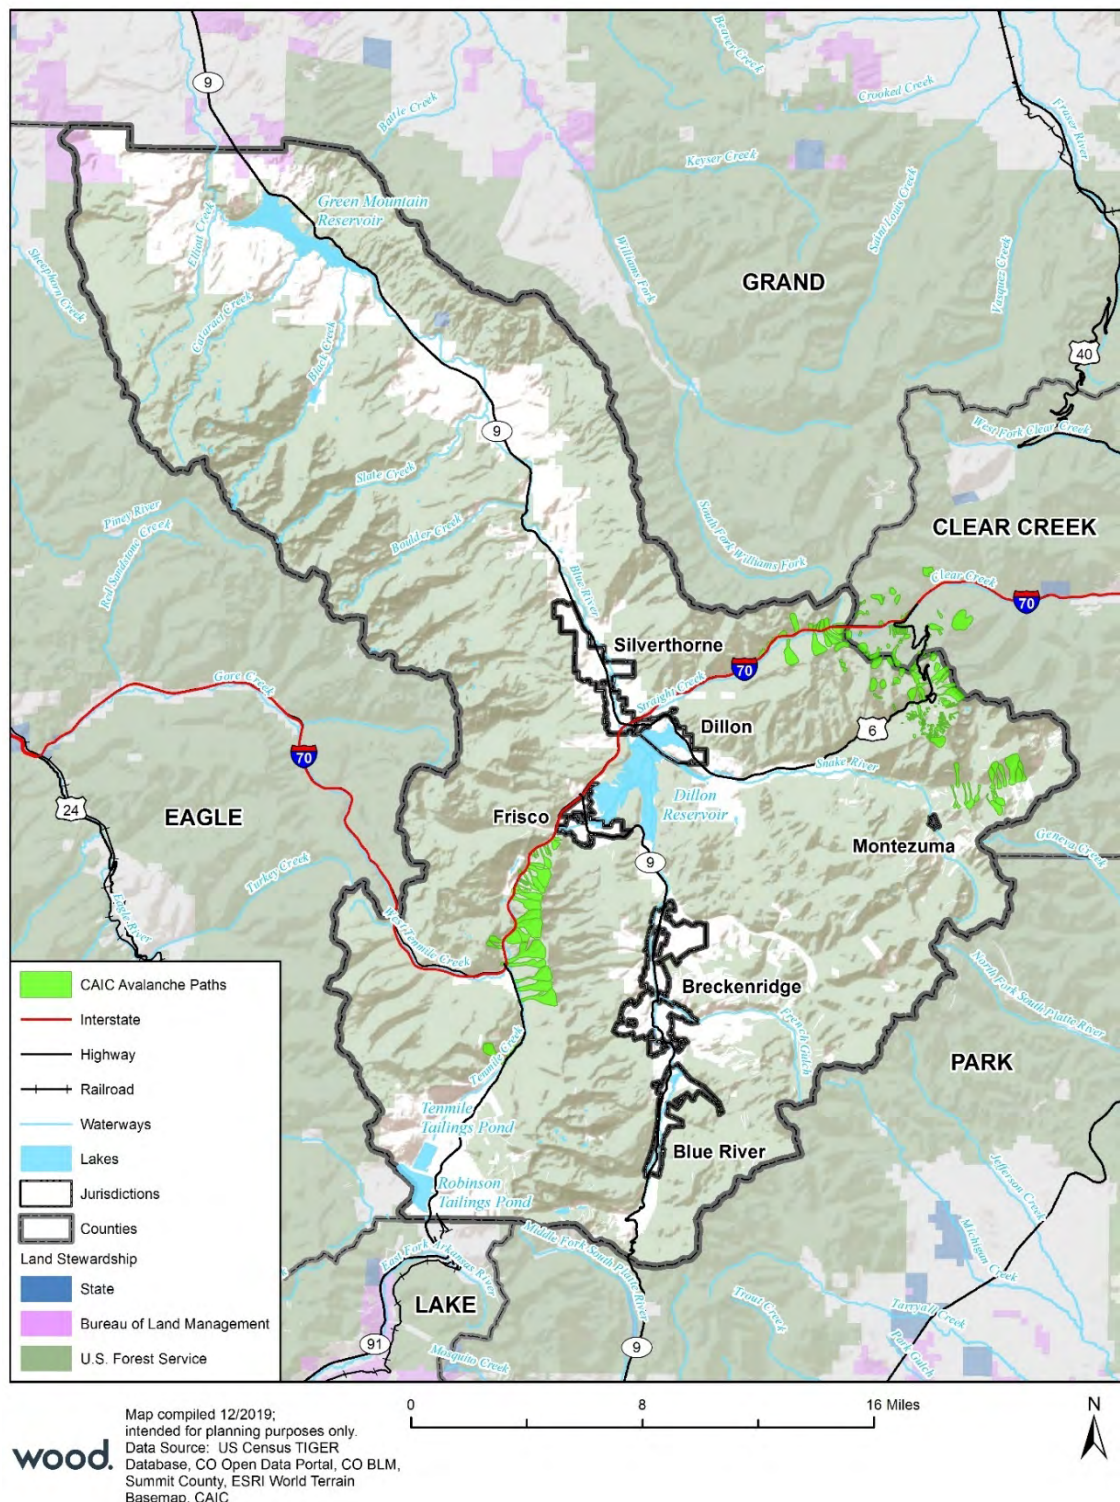 9
Beaver Creek
Crooked Creek
Fraser River
Battle Creek
Keyser Creek
Saint Louis Creek
Green Mountain
Reservoir
Elliott Creek
Sheephorn Creek
Williams Fork
Vasquez Creek
GRAND
Cataract Creek
Black Creek
40
9
West Fork Clear Creek
Slate Creek
Piney River
Red Sandstone Creek
Boulder Creek
South Fork Williams Fork
CLEAR CREEK
Blue River
Clear Creek
70
Silverthorne
70
Gore Creek
Straight Creek
Dillon
6
70
Snake River
24
EAGLE
Frisco
Dillon
Reservoir
Montezuma
Geneva Creek
9
Turkey Creek
Eagle River
West Tenmile Creek
North Fork South Platte River
Breckenridge
French Gulch
Tenmile Creek
PARK
Tenmile
Tailings Pond
Blue River
Jefferson Creek
Robinson
Tailings Pond
Michigan Creek
Middle Fork South Platte River
East Fork Arkansas River
LAKE
Trout Creek
Tarryall Creek
Park Gulch
91
9
Mosquito Creek
CAIC Avalanche Paths
Interstate
Highway
Railroad
Waterways
Lakes
Jurisdictions
Counties
Land Stewardship
State
Bureau of Land Management
U.S. Forest Service
0 8 16 Miles
N
wood.
Map compiled 12/2019;
intended for planning purposes only.
Data Source: US Census TIGER
Database, CO Open Data Portal, CO BLM,
Summit County, ESRI World Terrain
Basemap, CAIC